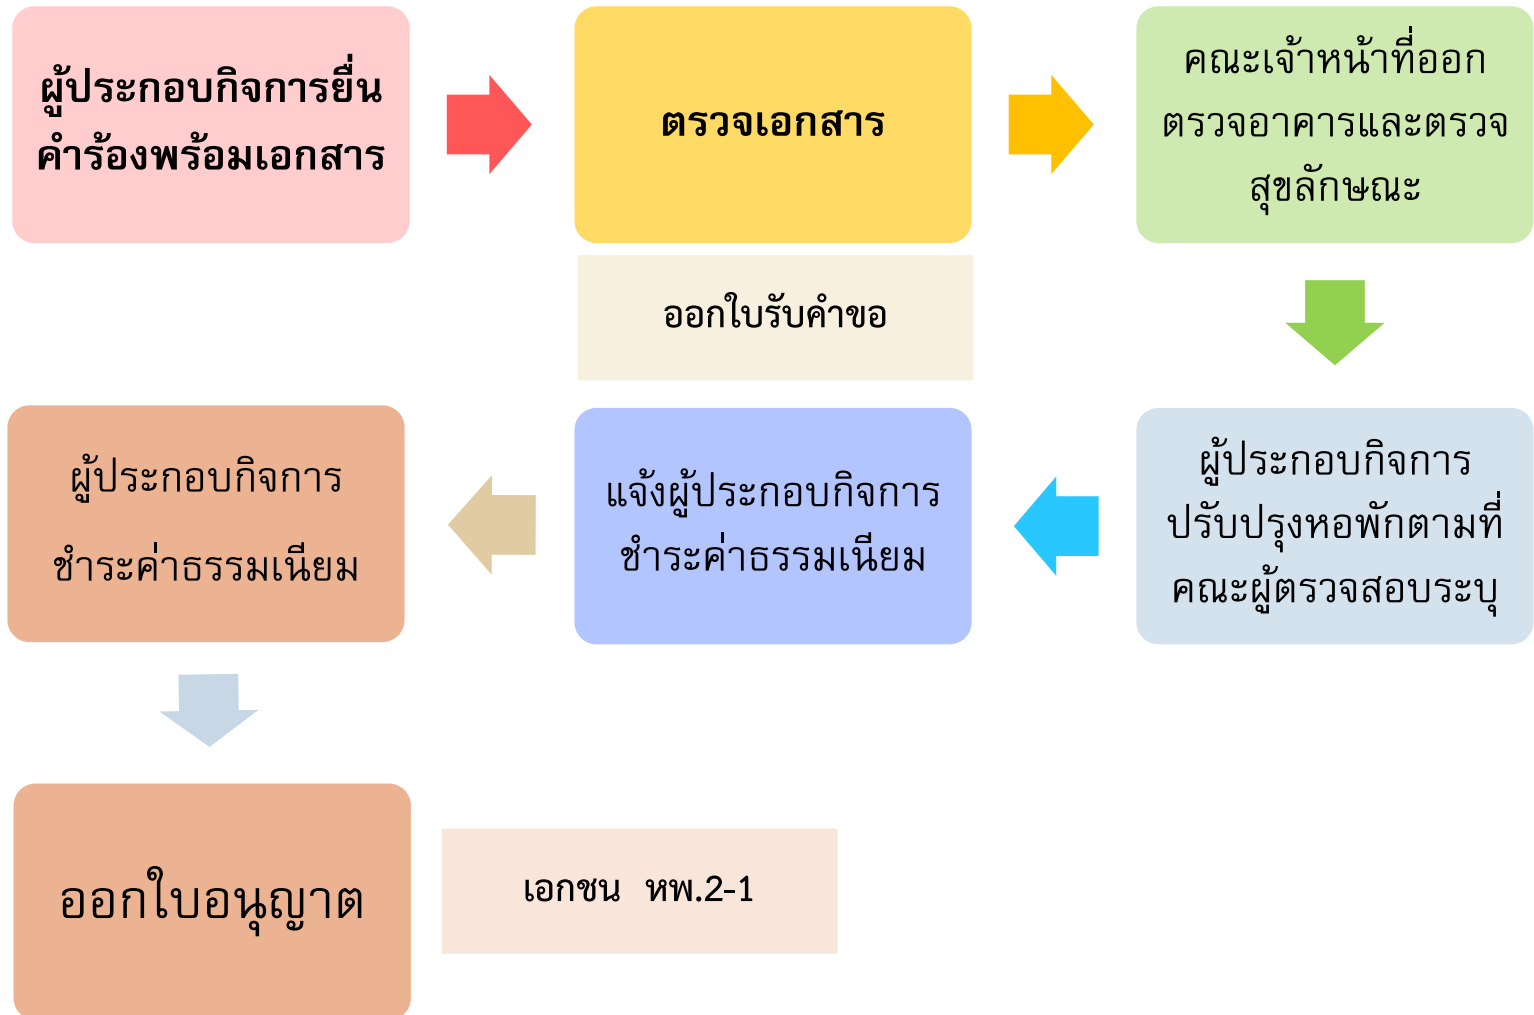 ผู้ประกอบกิจการยื่น
คำร้องพร้อมเอกสาร
ตรวจเอกสาร
ออกใบรับคำขอ
คณะเจ้าหน้าที่ออก
ตรวจอาคารและตรวจ
สุขลักษณะ
ผู้ประกอบกิจการ
ปรับปรุงหอพักตามที่
คณะผู้ตรวจสอบระบุ
แจ้งผู้ประกอบกิจการ
ชำระค่าธรรมเนียม
ผู้ประกอบกิจการ
ชำระค่าธรรมเนียม
ออกใบอนุญาต
เอกชน หพ.2-1